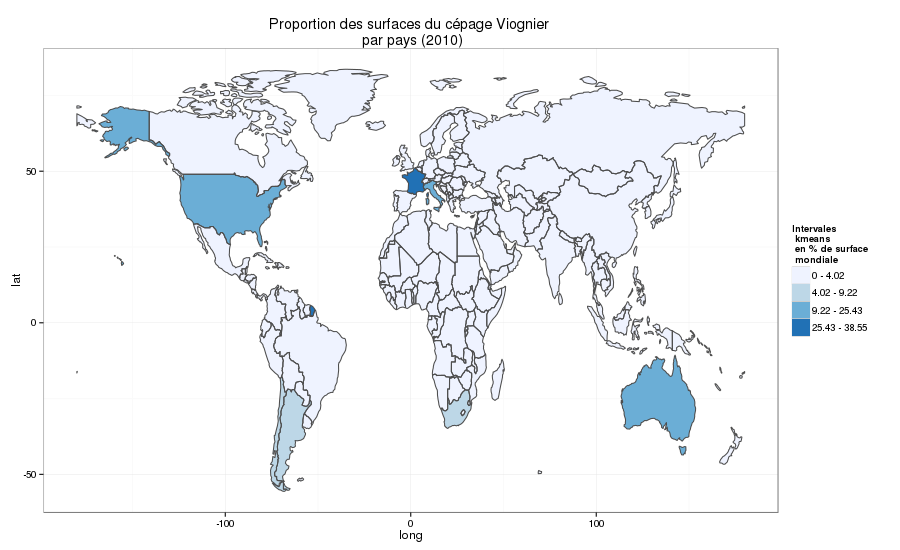 Proportion des surfaces du cépage Viognier
par pays (2010)
50
0
-50
lat
-100
0
100
long
Intervales
kmeans
en % de surface
mondiale
0 - 4.02
4.02 - 9.22
9.22 - 25.43
25.43 - 38.55